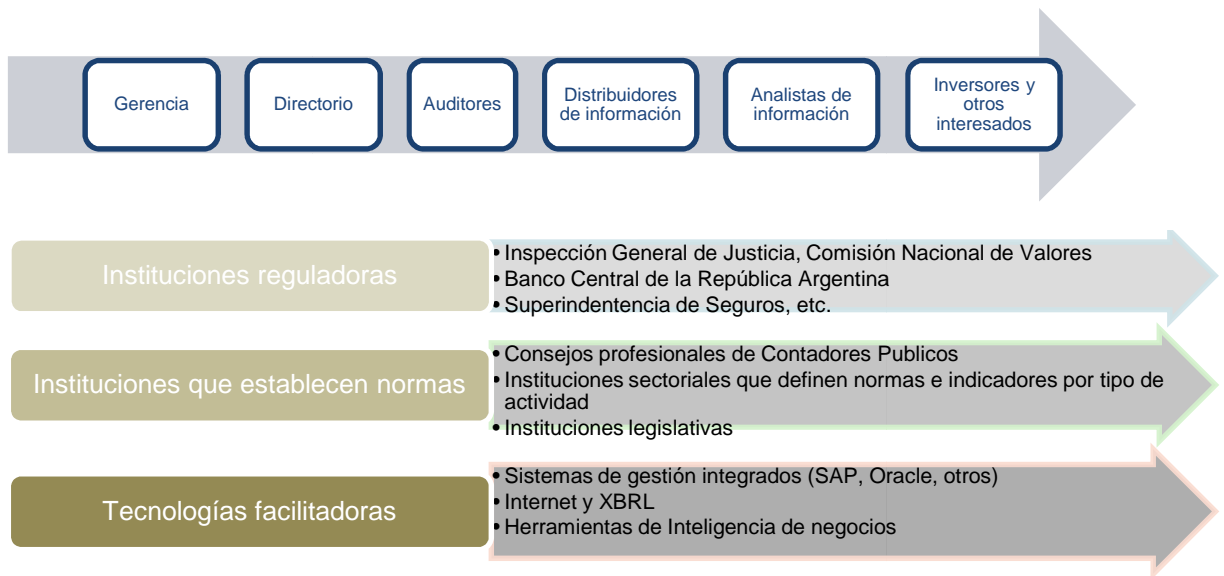 Gerencia
Directorio
Auditores
Distribuidores
de información
Analistas de
información
Inversores y
otros
interesados
Instituciones reguladoras
• Inspección General de Justicia, Comisión Nacional de Valores
• Banco Central de la República Argentina
• Superindentencia de Seguros, etc.
Instituciones que establecen normas
• Consejos profesionales de Contadores Publicos
• Instituciones sectoriales que definen normas e indicadores por tipo de
actividad
• Instituciones legislativas
Tecnologías facilitadoras
• Sistemas de gestión integrados (SAP, Oracle, otros)
• Internet y XBRL
• Herramientas de Inteligencia de negocios